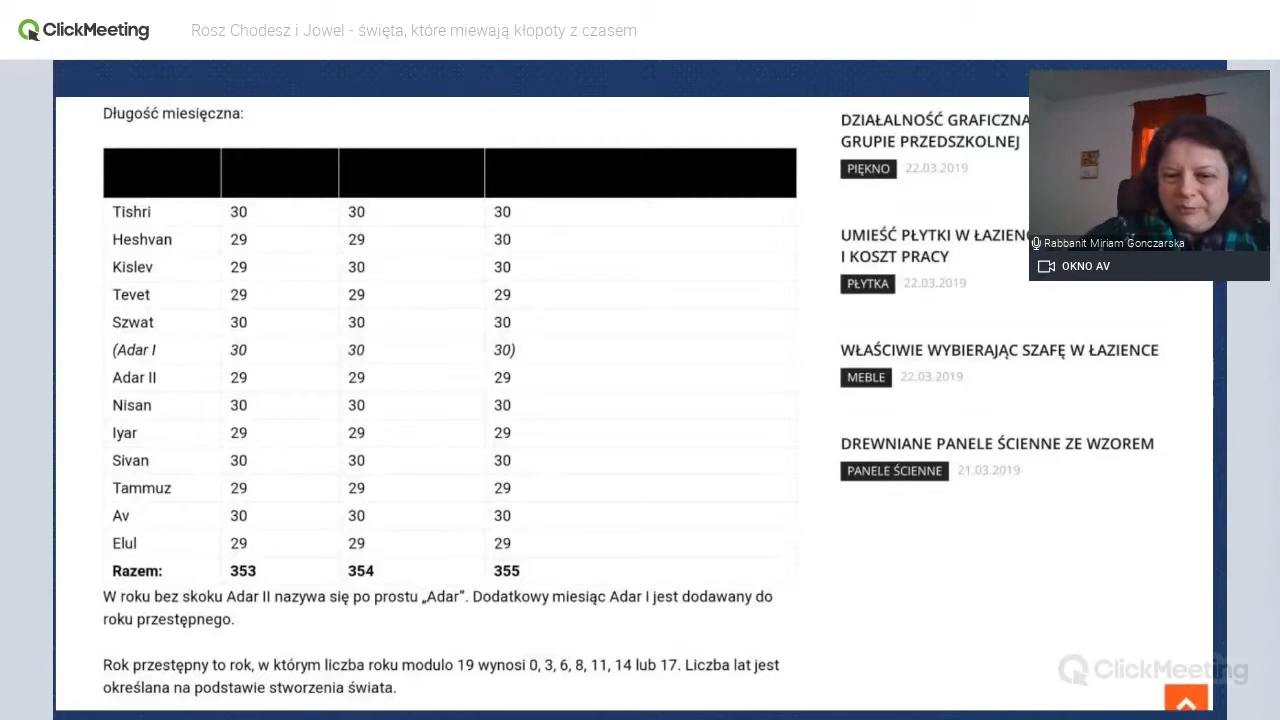 ClickMeeting
Rosz Chodesz i Jowel - święta, które miewają kłopoty z czasem
Długość miesięczna:
Tishri 30 30 30
Heshvan 29 29 30
Kislev 29 30 30
Tevet 29 29 29
Szwat 30 30 30
(Adar I 30 30 30)
Adar II 29 29 29
Nisan 30 30 30
Iyar 29 29 29
Sivan 30 30 30
Tammuz 29 29 29
Av 30 30 30
Elul 29 29 29
Razem: 353 354 355
W roku bez skoku Adar II nazywa się po prostu „Adar”. Dodatkowy miesiąc Adar I jest dodawany do
roku przestępnego.
Rok przestępny to rok, w którym liczba roku modulo 19 wynosi 0, 3, 6, 8, 11, 14 lub 17. Liczba lat jest
określana na podstawie stworzenia świata.
DZIAŁALNOŚĆ GRAFICZNA
GRUPIE PRZEDSZKOLNEJ
PIĘKNO 22.03.2019
UMIEŚĆ PŁYTKI W
I KOSZT PRACY
PŁYTKA 22.03.2019
WŁAŚCIWIE WYBIERAJĄC SZAFĘ W ŁAZIENCE
MEBLE 22.03.2019
DREWNIANE PANELE ŚCIENNE ZE WZOREM
PANELE ŚCIENNE 21.03.2019
Rabbanit Miriam Gonczarska
OKNO AV
ClickMeeting